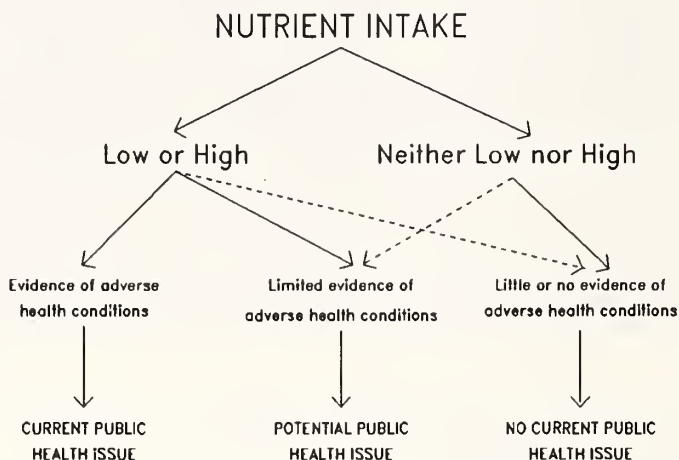 NUTRIENT INTAKE
Low or High
Neither Low nor High
Evidence of adverse
health conditions
Limited evidence of
adverse health conditions
Little or no evidence of
adverse health conditions
CURRENT PUBLIC
HEALTH ISSUE
POTENTIAL PUBLIC
HEALTH ISSUE
NO CURRENT PUBLIC
HEALTH ISSUE